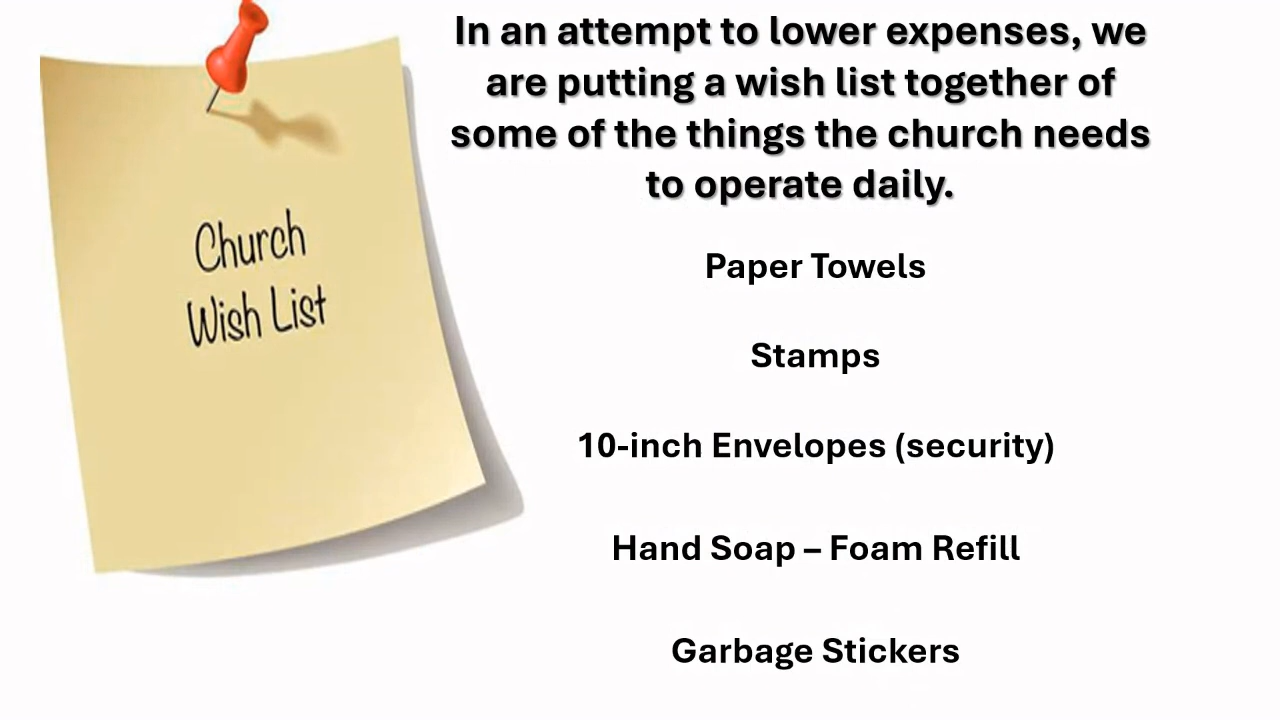 Church
Wish List
In an attempt to lower expenses, we
are putting a wish list together of
some of the things the church needs
to operate daily.
Paper Towels
Stamps
10-inch Envelopes (security)
Hand Soap – Foam Refill
Garbage Stickers